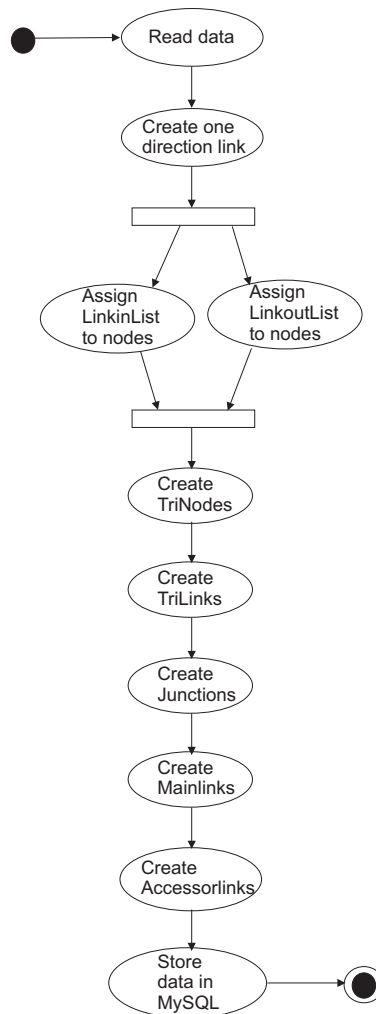 Read data
Create one
direction link
Assign
LinkinList
to nodes
Assign
LinkoutList
to nodes
Create
TriNodes
Create
TriLinks
Create
Junctions
Create
Mainlinks
Create
Accessorlinks
Store
data in
MySQL